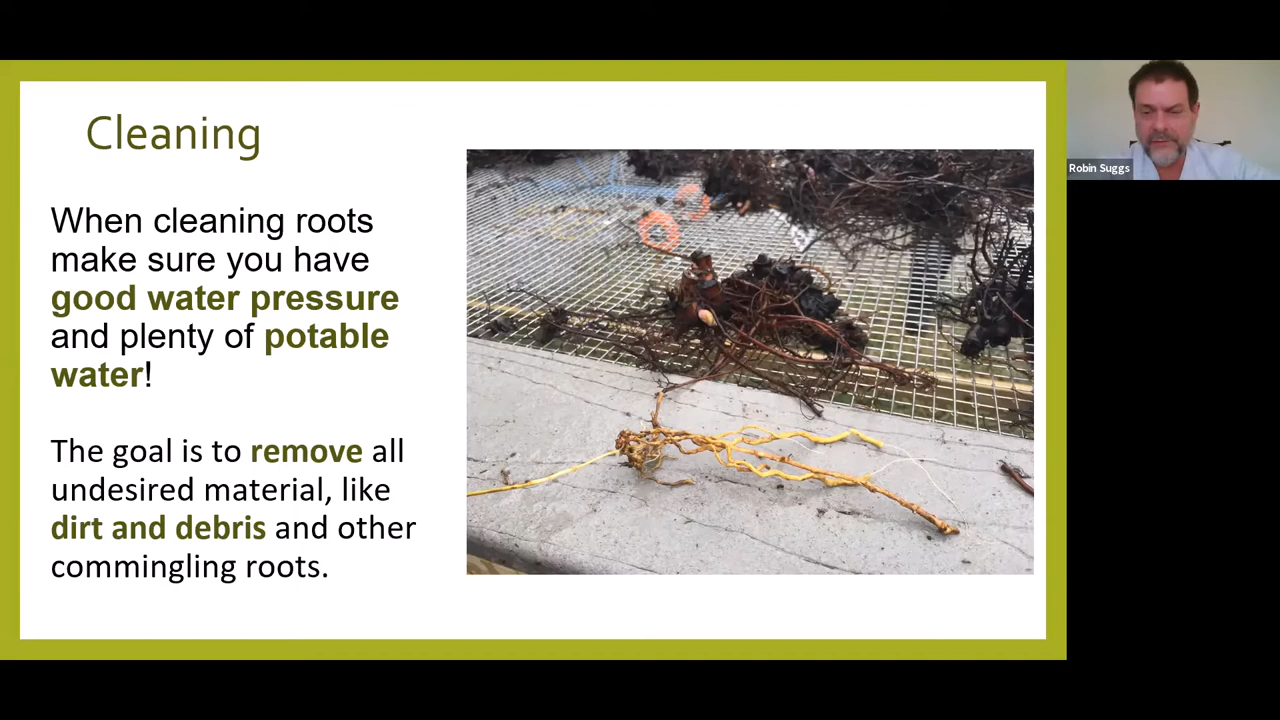 Cleaning
When cleaning roots
make sure you have
good water pressure
and plenty of potable
water!
The goal is to remove all
undesired material, like
dirt and debris and other
commingling roots.
Robin Suggs